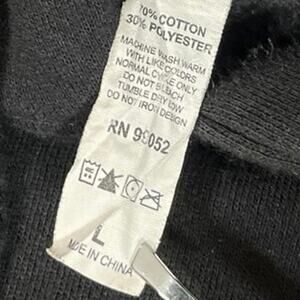 70% COTTON
30% POLYESTER
MACHINE WASH WARM
WITH LIKE COLORS
NORMAL CYCLE ONLY
DO NOT BLEACH
TUMBLE DRY LOW
DO NOT IRON DESIGN
RN 99052
L
MADE IN CHINA